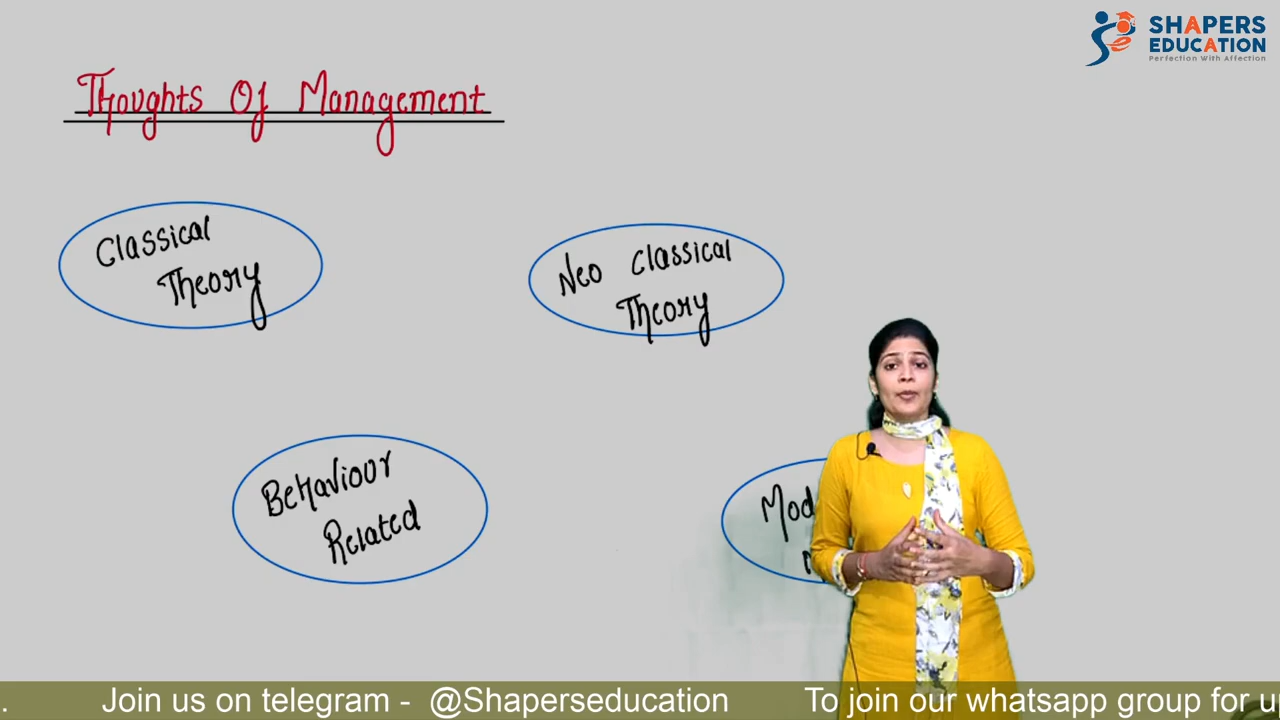 SHAPERS
EDUCATION
Perfection With Affection
Thoughts Of Management
Classical
Theory
Neo Classical
Theory
Behaviour
Related
Join us on telegram - @Shaperseducation To join our whatsapp group for